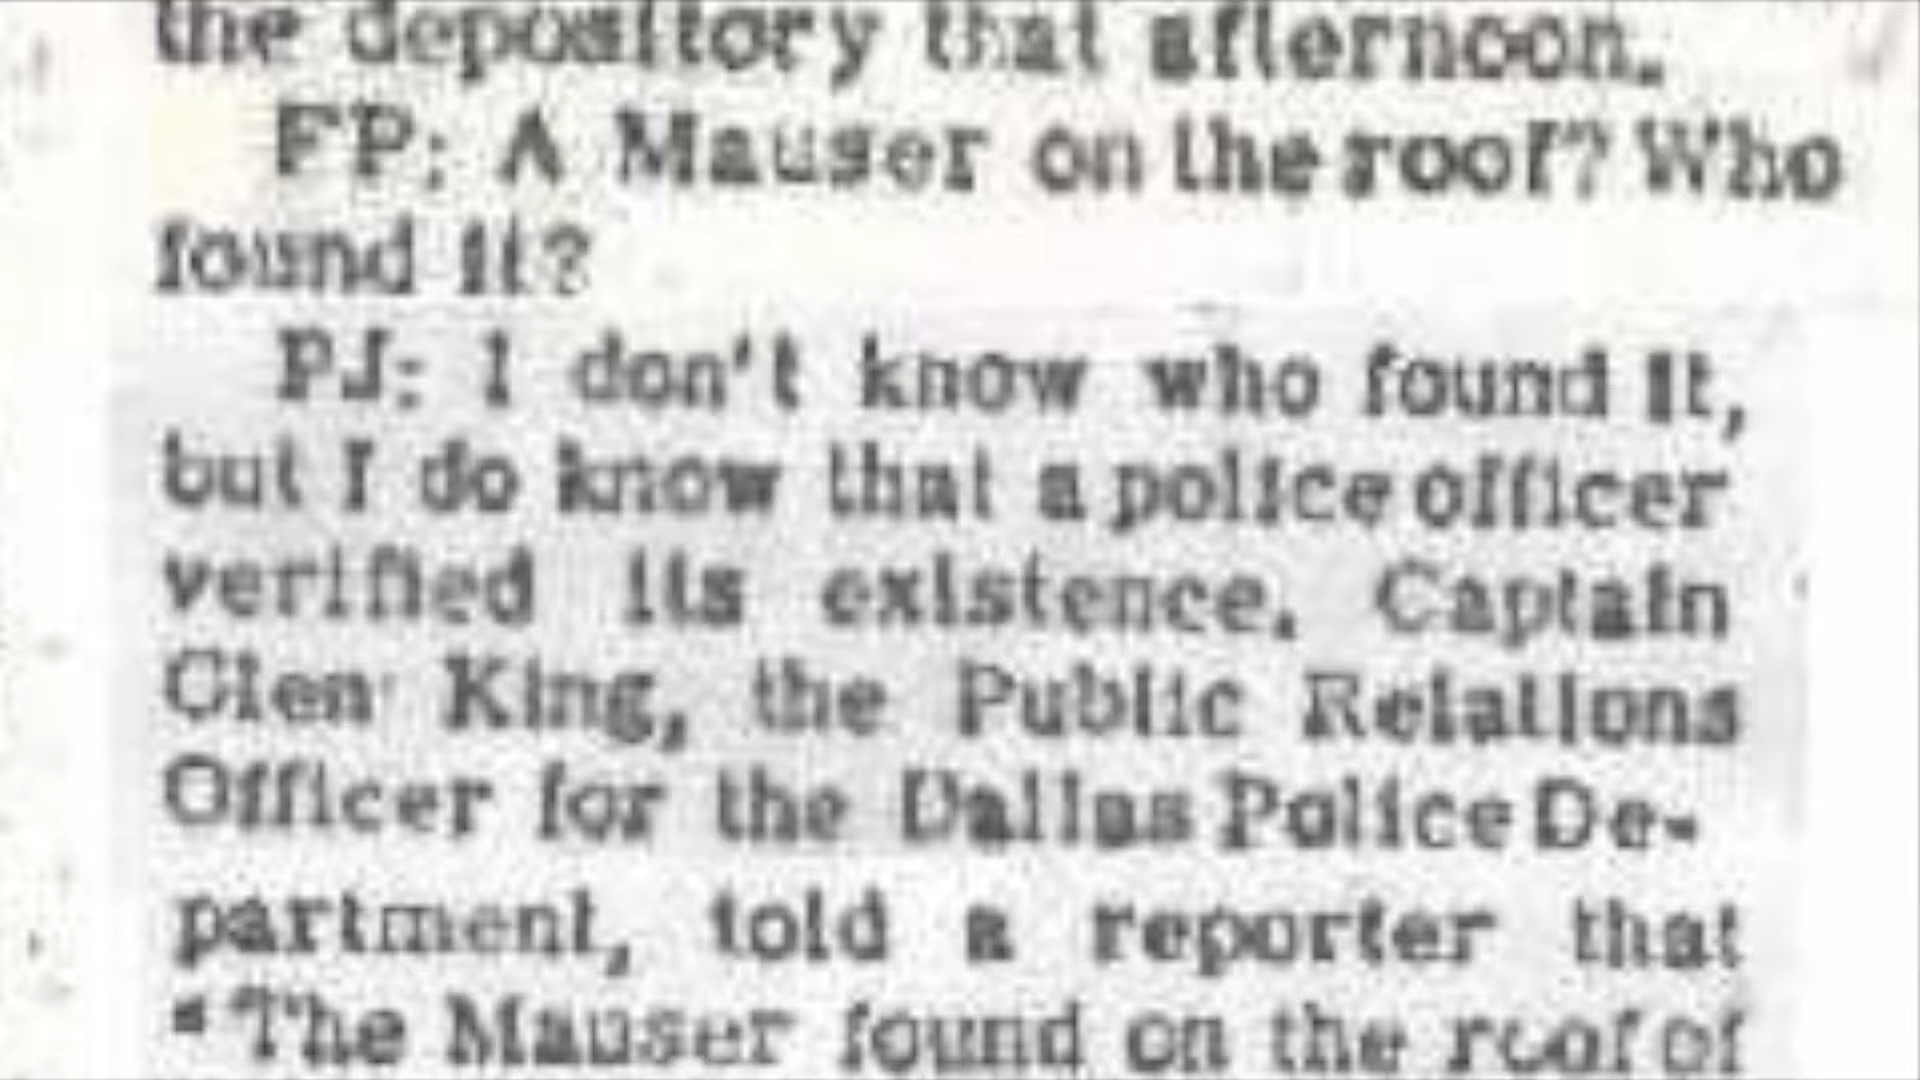 the depository that afternoon.
FP: A Mauser on the roof? Who
found it?
PJ: I don't know who found it,
but I do know that a police officer
verified its existence. Captain
Glen King, the Public Relations
Officer for the Dallas Police De-
partment, told a reporter that
"The Mauser found on the roof of